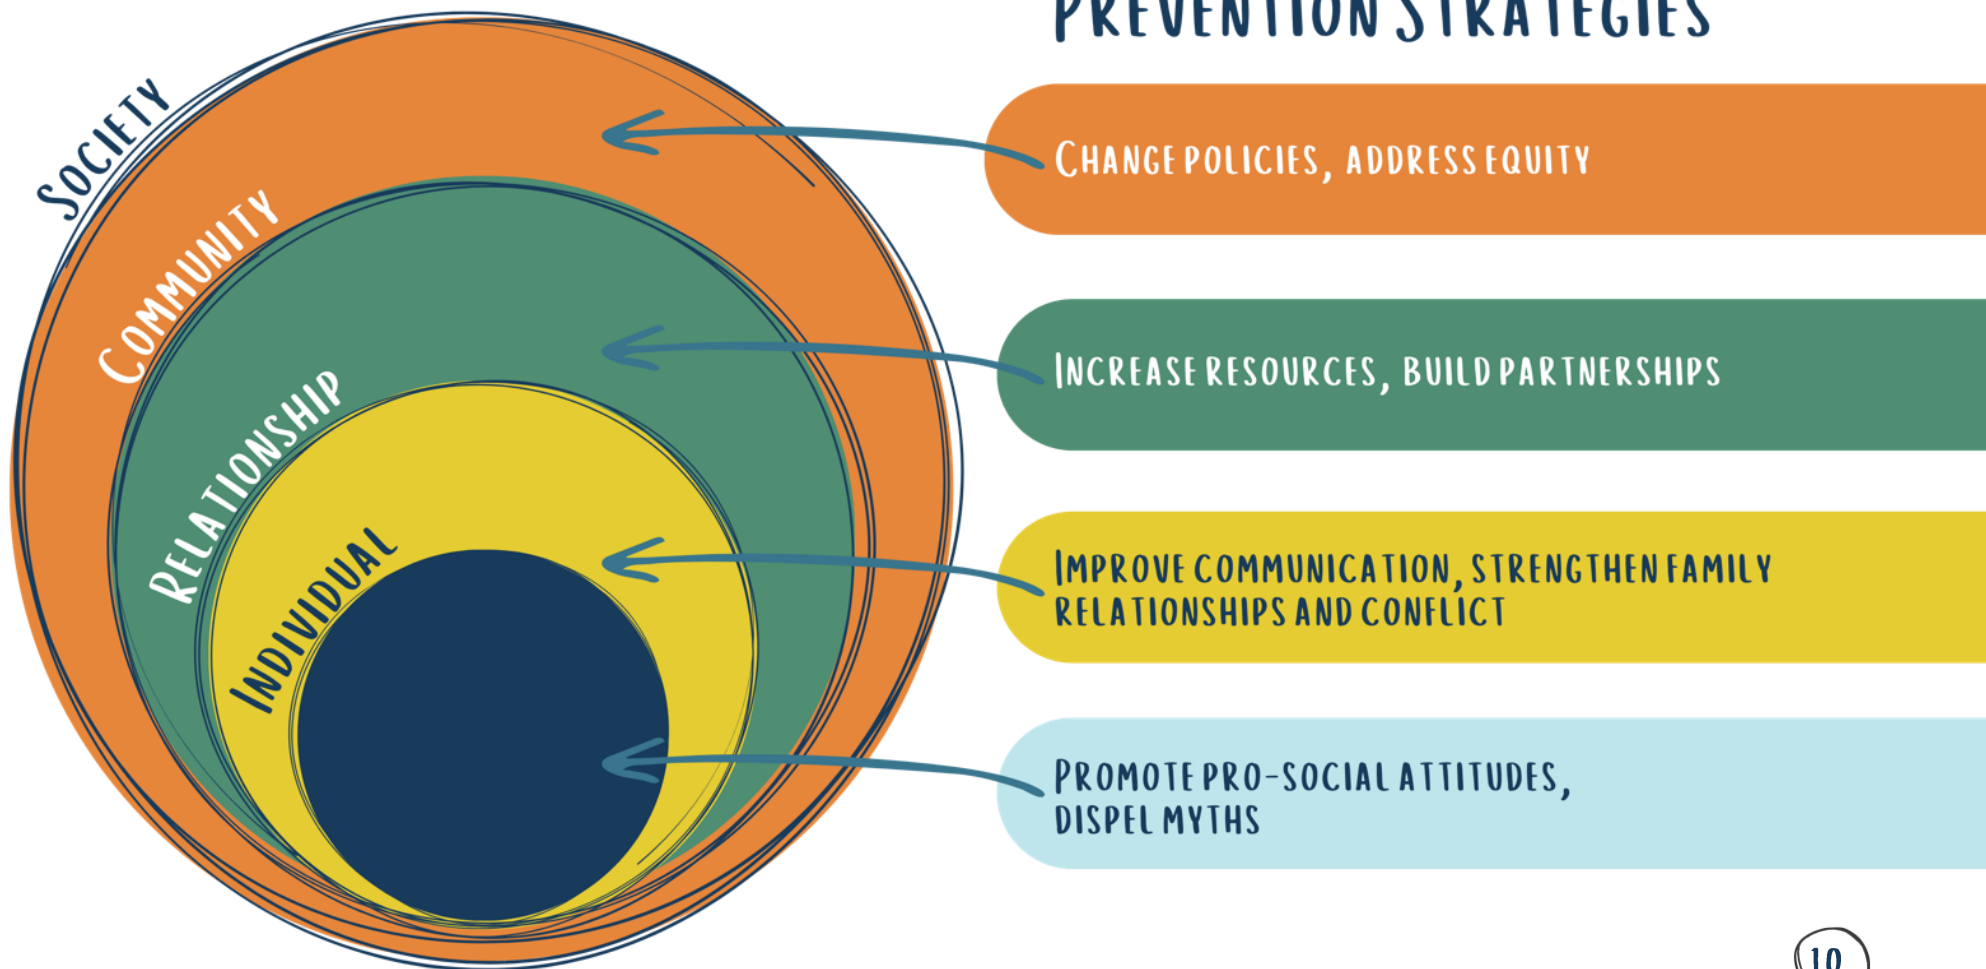 PREVENTION STRATEGIES
SOCIETY
COMMUNITY
RELATIONSHIP
INDIVIDUAL
CHANGE POLICIES, ADDRESS EQUITY
INCREASE RESOURCES, BUILD PARTNERSHIPS
IMPROVE COMMUNICATION, STRENGTHEN FAMILY
RELATIONSHIPS AND CONFLICT
PROMOTE PRO-SOCIAL ATTITUDES,
DISPEL MYTHS
10